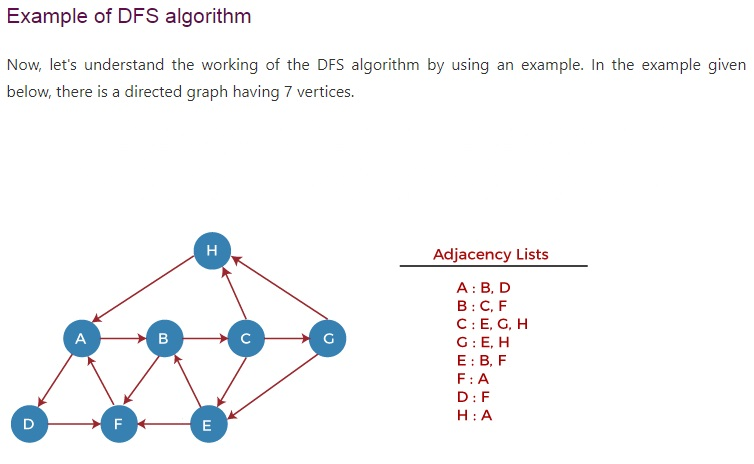 Example of DFS algorithm
Now, let's understand the working of the DFS algorithm by using an example. In the example given
below, there is a directed graph having 7 vertices.
H
Adjacency Lists
A : B, D
B : C, F
C : E, G, H
G : E, H
E : B, F
F : A
D : F
H : A
A B C G
D F E